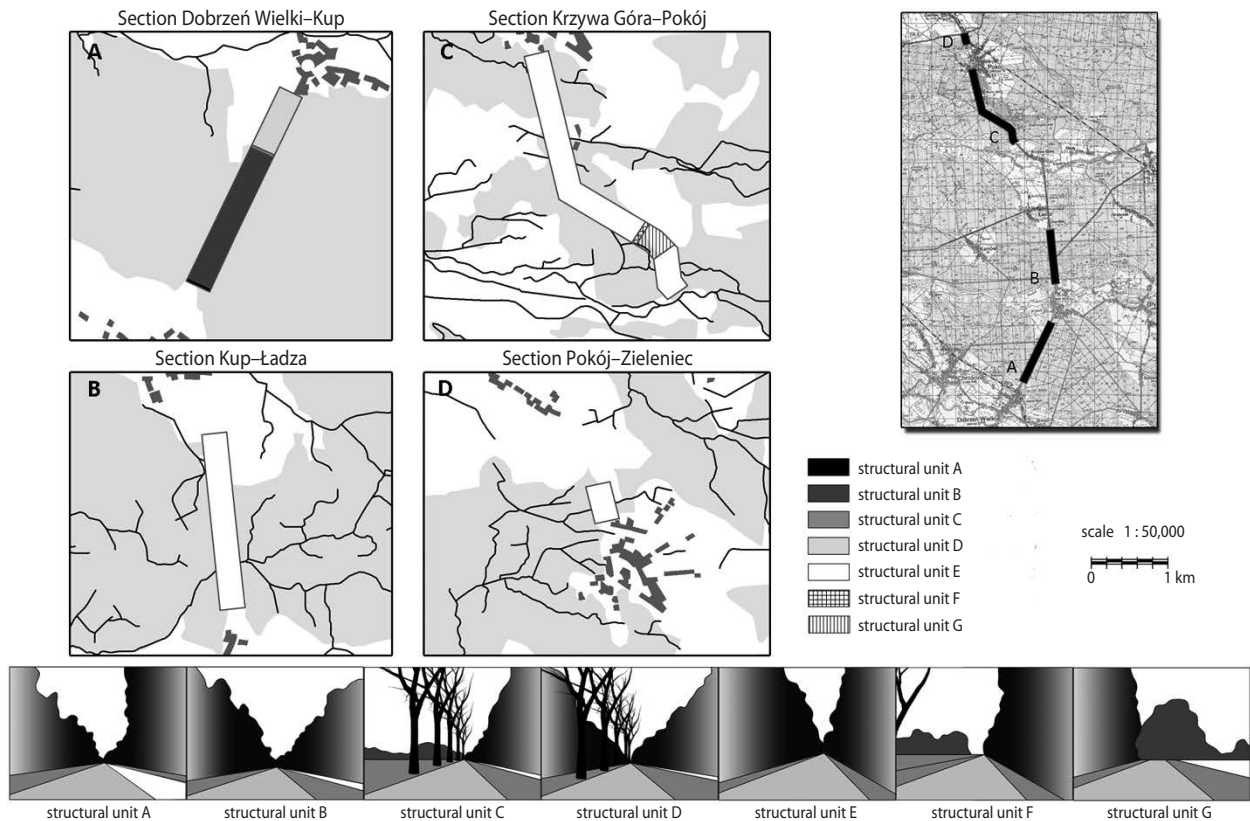 Section Dobrzeń Wielki–Kup
A
Section Krzywa Góra–Pokój
C
Section Kup–Ładza
B
Section Pokój–Zieleniec
D
D
C
B
A
Dobrzeń Wielki
structural unit A
structural unit B
structural unit C
structural unit D
structural unit E
structural unit F
structural unit G
scale 1 : 50,000
0 1 km
structural unit A
structural unit B
structural unit C
structural unit D
structural unit E
structural unit F
structural unit G